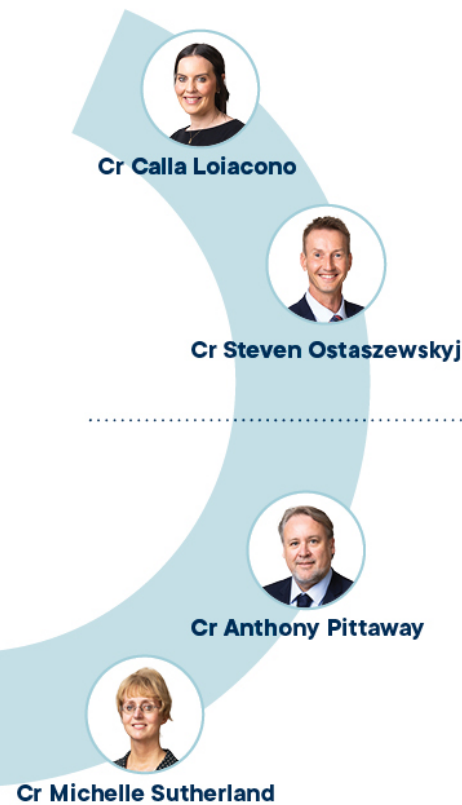 Cr Calla Loiacono
Cr Steven Ostaszewskyj
Cr Anthony Pittaway
Cr Michelle Sutherland